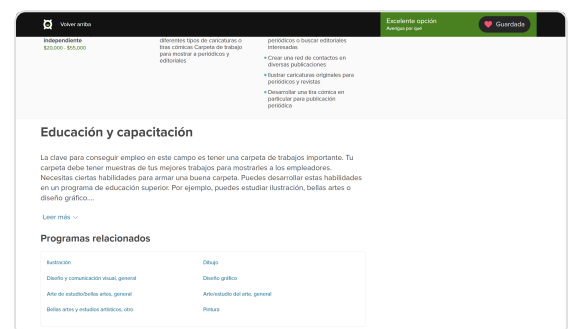 Volver arriba
Excelente opción
Averigua por qué
Guardada
independiente
$20,000 - $55,000
diferentes tipos de caricaturas o
tiras cómicas Carpeta de trabajo
para mostrar a periódicos y
editoriales
periódicos o buscar editoriales
interesadas
Crear una red de contactos en
diversas publicaciones
Ilustrar caricaturas originales para
periódicos y revistas
Desarrollar una tira cómica en
particular para publicación
periódica
Educación y capacitación
La clave para conseguir empleo en este campo es tener una carpeta de trabajos importante. Tu
carpeta debe tener muestras de tus mejores trabajos para mostrarles a los empleadores.
Necesitas ciertas habilidades para armar una buena carpeta. Puedes desarrollar estas habilidades
en un programa de educación superior. Por ejemplo, puedes estudiar ilustración, bellas artes o
diseño gráfico....
Leer más
Programas relacionados
Ilustración
Dibujo
Diseño y comunicación visual, general
Diseño gráfico
Arte de estudio/bellas artes, general
Arte/estudio del arte, general
Bellas artes y estudios artísticos, otro
Pintura